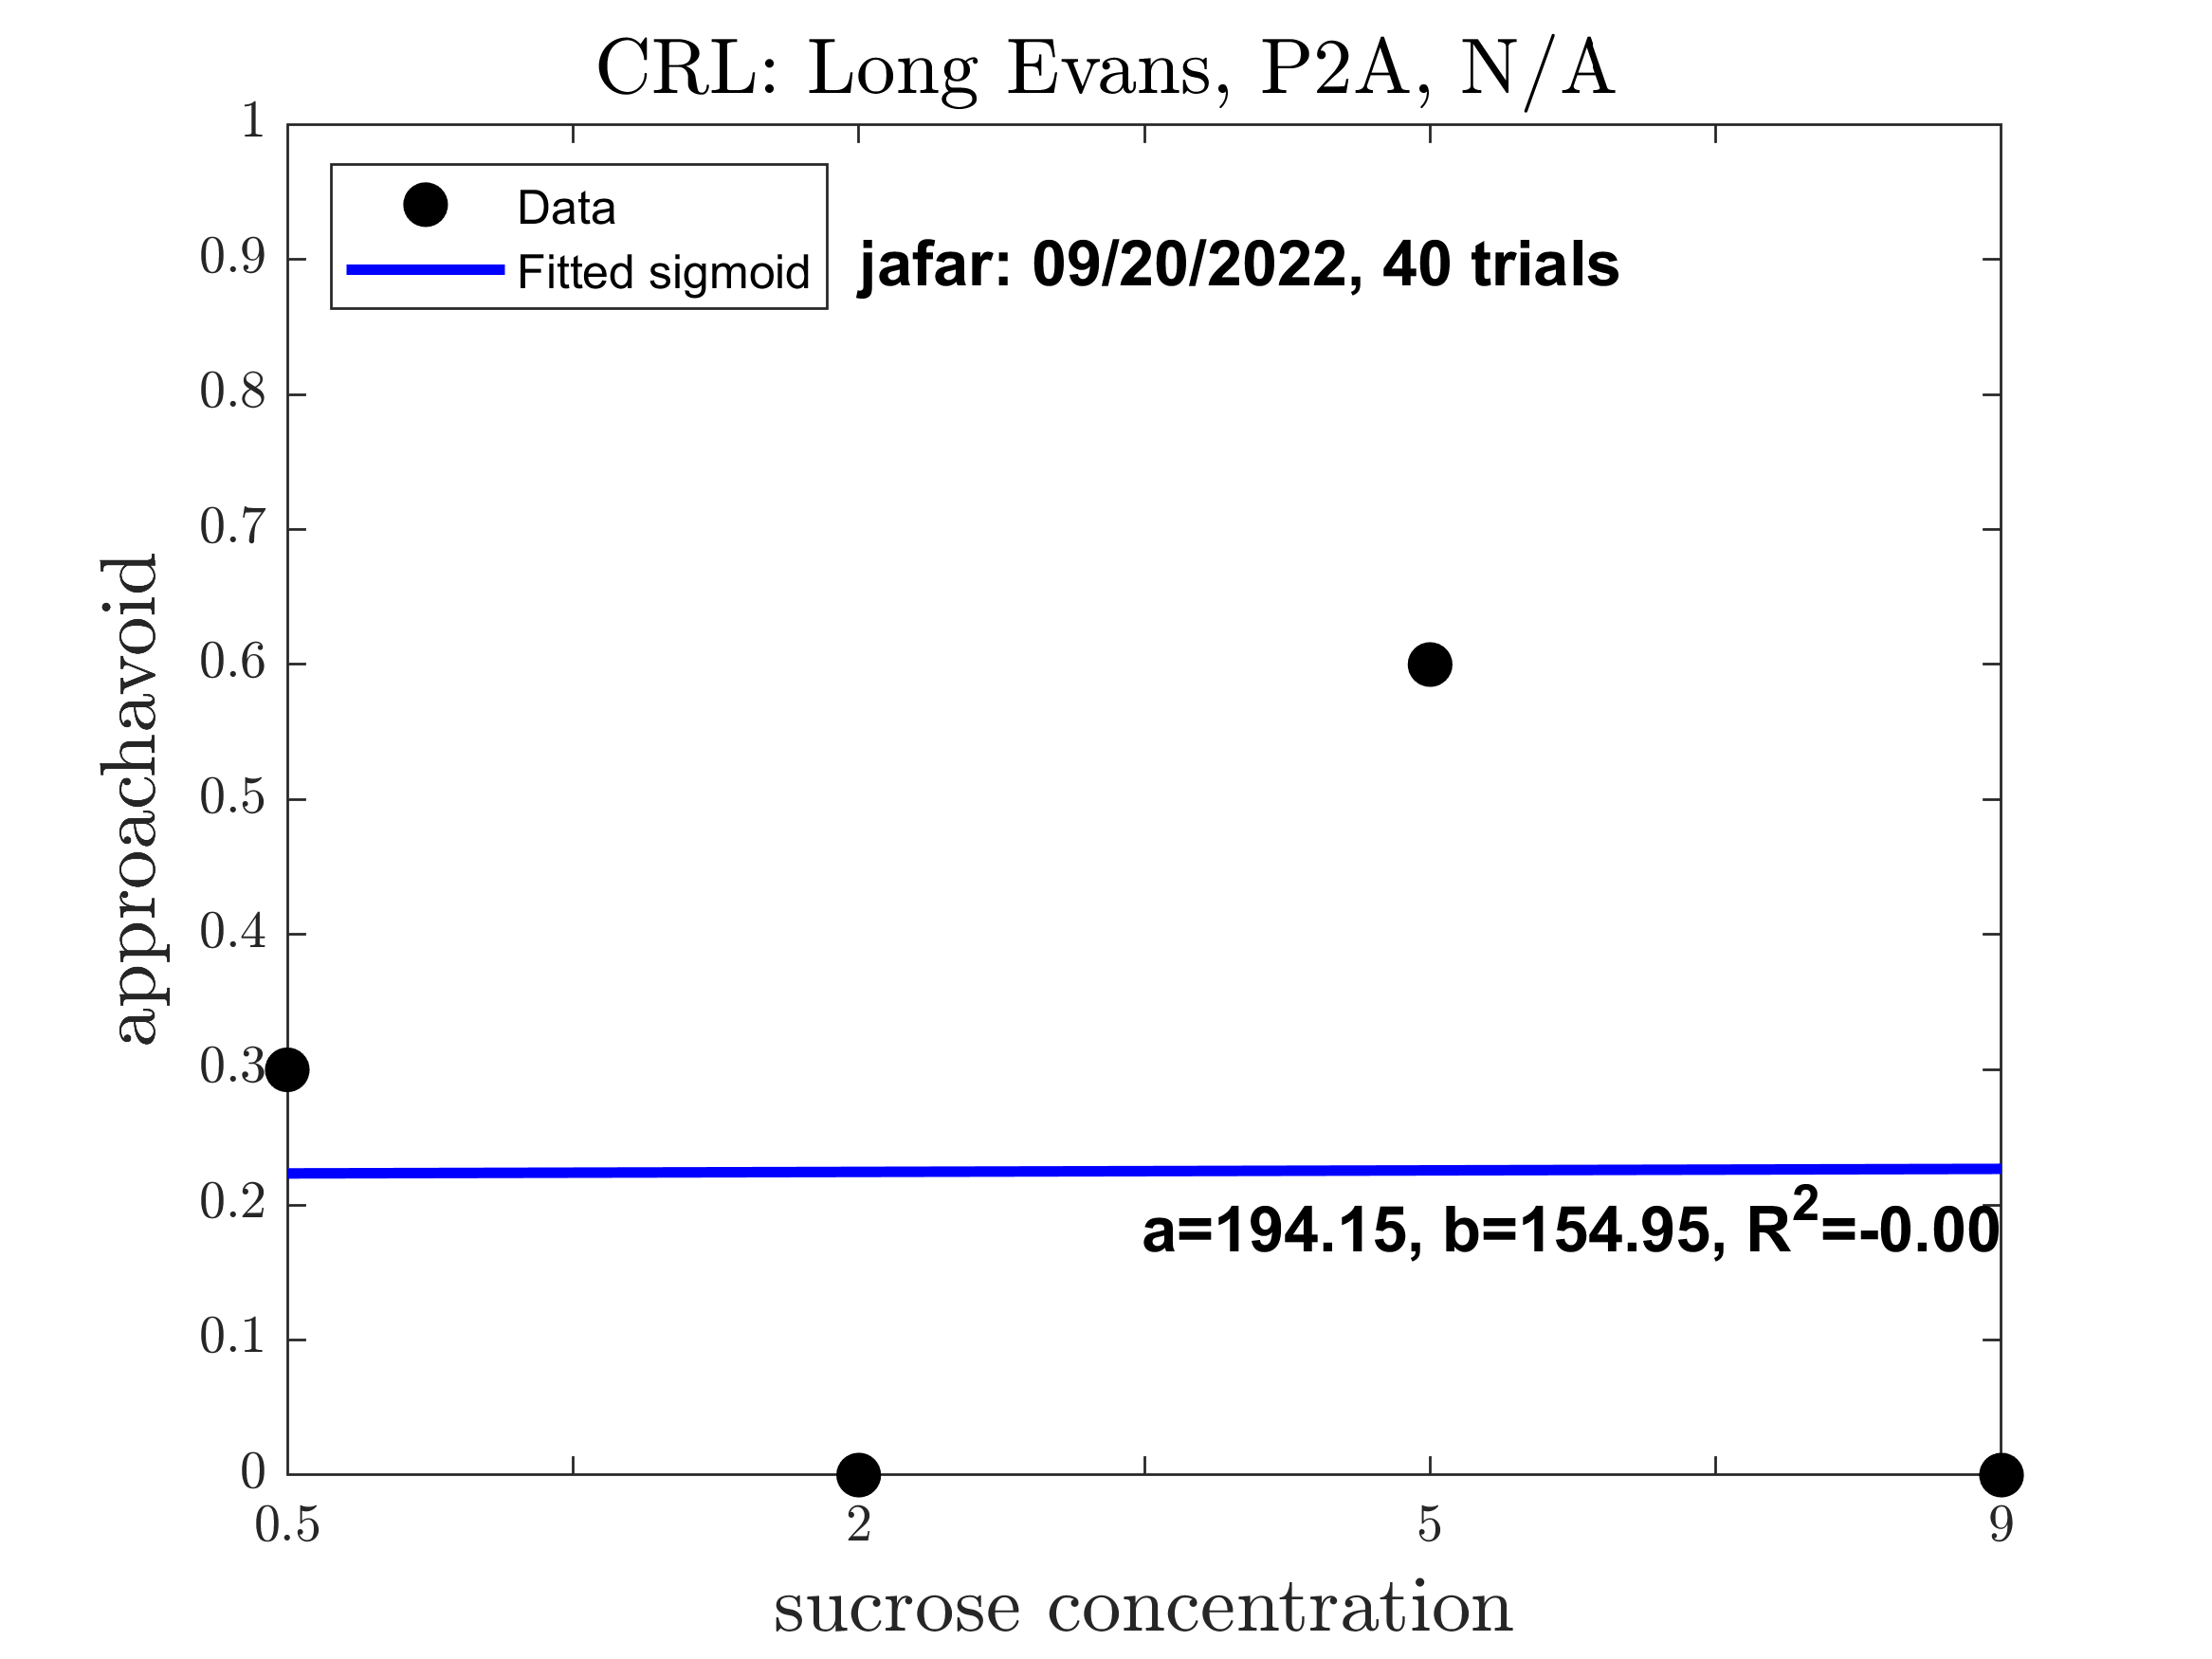 CRL: Long Evans, P2A, N/A
1
Data
Fitted sigmoid
jafar: 09/20/2022, 40 trials
0.9
0.8
0.7
0.6
0.5
0.4
0.3
0.2
0.1
0
approachavoid
a=194.15, b=154.95, R²=-0.00
0.5 2 5 9
sucrose concentration